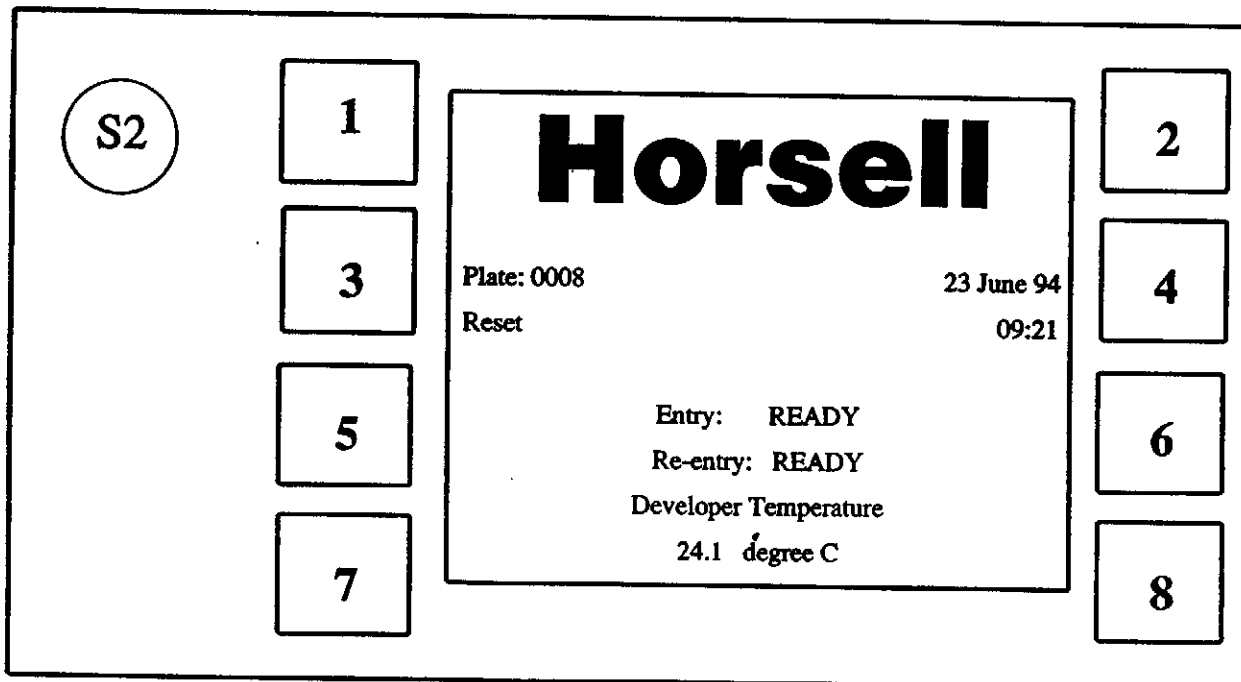 S2
1
2
Horsell
3
Plate: 0008
23 June 94
4
Reset
09:21
5
Entry: READY
6
Re-entry: READY
Developer Temperature
24.1 degree C
7
8